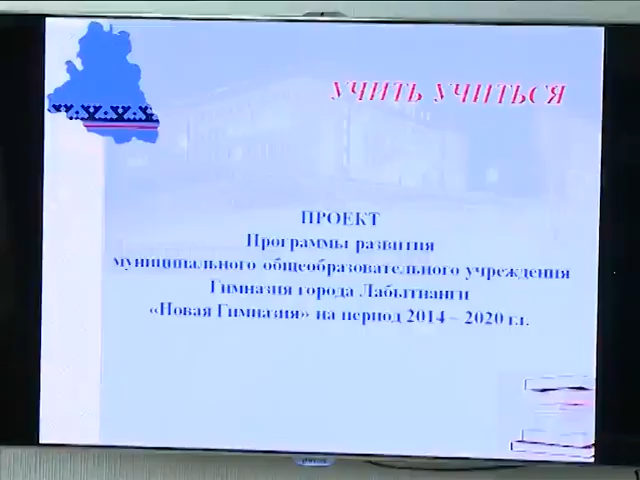 УЧИТЬ УЧИТЬСЯ
ПРОЕКТ
Программы развития
муниципального общеобразовательного учреждения
Гимназия города Лабытнанги
«Новая Гимназия» на период 2014 – 2020 г.г.